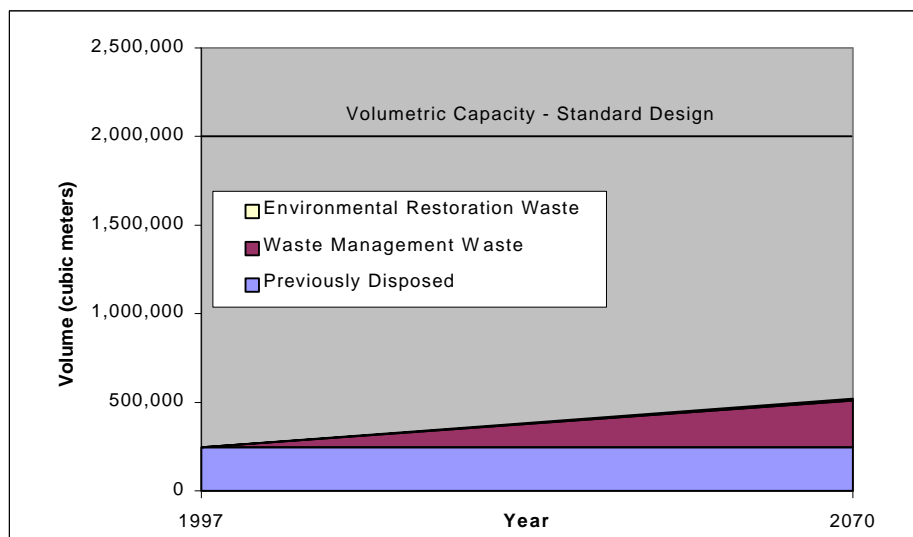 2,500,000
Volumetric Capacity - Standard Design
2,000,000
Volume (cubic meters)
Environmental Restoration Waste
1,500,000
Waste Management Waste
Previously Disposed
1,000,000
500,000
0
1997
Year
2070